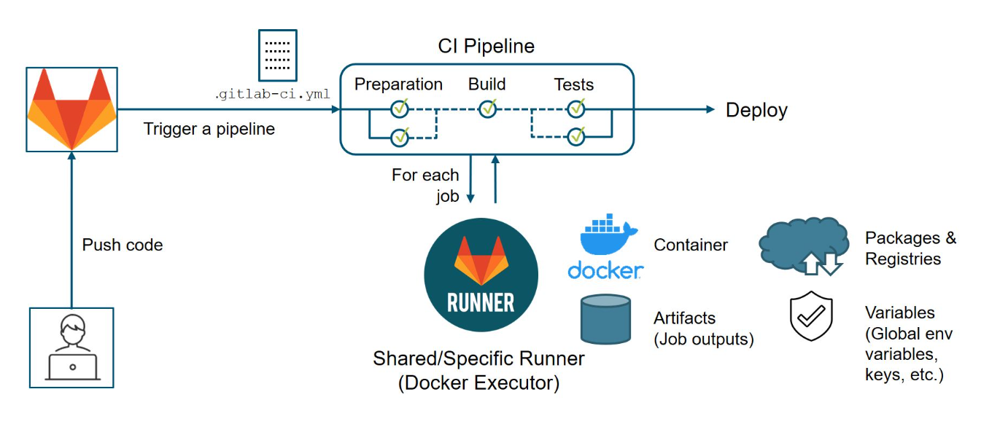 CI Pipeline
Preparation
Build
Tests
.gitlab-ci.yml
Trigger a pipeline
Deploy
For each
job
Push code
RUNNER
Shared/Specific Runner
(Docker Executor)
docker
Container
Artifacts
(Job outputs)
Packages &
Registries
Variables
(Global env
variables,
keys, etc.)